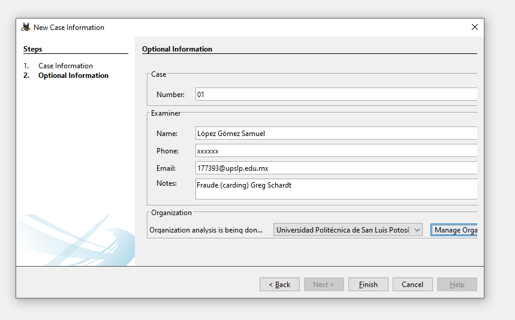 New Case Information
Steps
1. Case Information
2. Optional Information
Optional Information
Case
Number: 01
Examiner
Name: López Gómez Samuel
Phone: xxxxxx
Email: 177393@upslp.edu.mx
Notes: Fraude (carding) Greg Schardt
Organization
Organization analysis is being don... Universidad Politécnica de San Luis Potosí Manage Orga
< Back Next > Finish Cancel Help